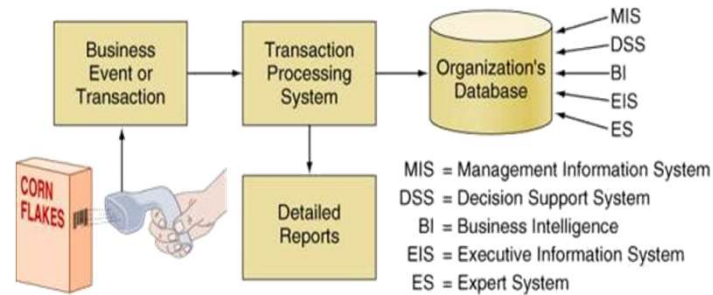 Business
Event or
Transaction
Transaction
Processing
System
Organization's
Database
MIS
DSS
BI
EIS
ES
CORN
FLAKES
Detailed
Reports
MIS = Management Information System
DSS = Decision Support System
BI = Business Intelligence
EIS = Executive Information System
ES = Expert System